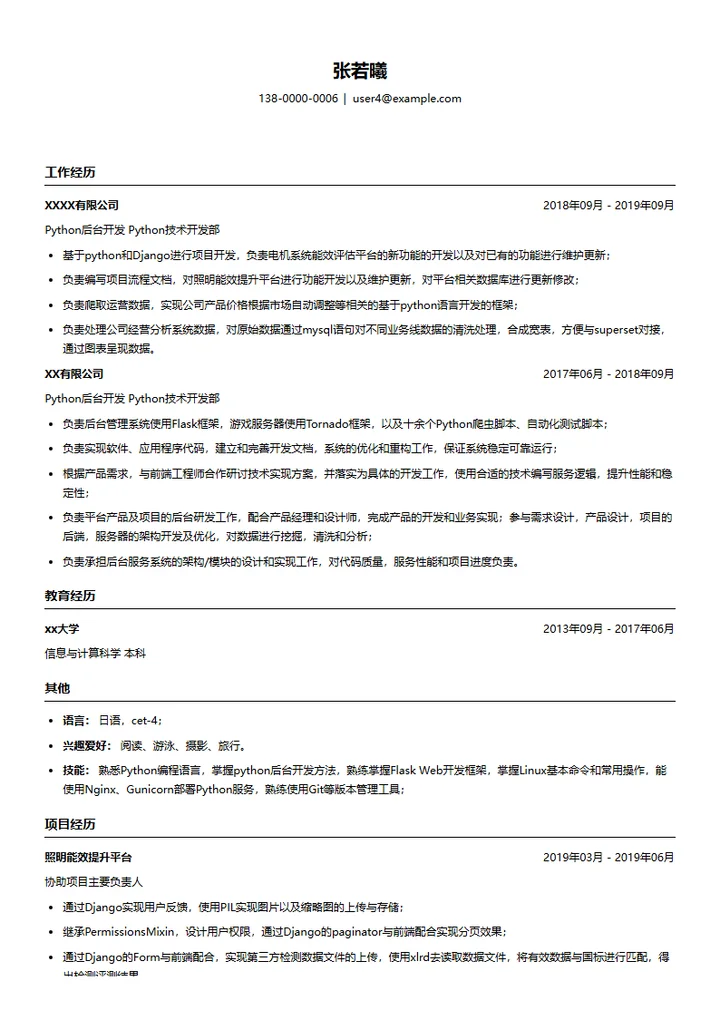 张若曦
138-0000-0006 | user4@example.com
工作经历
XXXX有限公司 2018年09月 - 2019年09月
Python后台开发 Python技术开发部
• 基于python和Django进行项目开发，负责电机系统能效评估平台的新功能的开发以及对已有的功能进行维护更新；
• 负责编写项目流程文档，对照明能效提升平台进行功能开发以及维护更新，对平台相关数据库进行更新修改；
• 负责爬取运营数据，实现公司产品价格根据市场自动调整等相关的基于python语言开发的框架；
• 负责处理公司经营分析系统数据，对原始数据通过mysql语句对不同业务线数据的清洗处理，合成宽表，方便与superset对接，
通过图表呈现数据。
XX有限公司 2017年06月 - 2018年09月
Python后台开发 Python技术开发部
• 负责后台管理系统使用Flask框架，游戏服务器使用Tornado框架，以及十余个Python爬虫脚本、自动化测试脚本；
• 负责实现软件、应用程序代码，建立和完善开发文档，系统的优化和重构工作，保证系统稳定可靠运行；
• 根据产品需求，与前端工程师合作研讨技术实现方案，并落实为具体的开发工作，使用合适的技术编写服务逻辑，提升性能和稳
定性；
• 负责平台产品及项目的后台研发工作，配合产品经理和设计师，完成产品的开发和业务实现；参与需求设计，产品设计，项目的
后端，服务器的架构开发及优化，对数据进行挖掘，清洗和分析；
• 负责承担后台服务系统的架构/模块的设计和实现工作，对代码质量，服务性能和项目进度负责。
教育经历
xx大学 2013年09月 - 2017年06月
信息与计算科学 本科
其他
• 语言： 日语，cet-4；
• 兴趣爱好： 阅读、游泳、摄影、旅行。
• 技能： 熟悉Python编程语言，掌握python后台开发方法，熟练掌握Flask Web开发框架，掌握Linux基本命令和常用操作，能
使用Nginx、Gunicorn部署Python服务，熟练使用Git等版本管理工具；
项目经历
照明能效提升平台 2019年03月 - 2019年06月
协助项目主要负责人
• 通过Django实现用户反馈，使用PIL实现图片以及缩略图的上传与存储；
• 继承PermissionsMixin，设计用户权限，通过Django的paginator与前端配合实现分页效果；
• 通过Django的Form与前端配合，实现第三方检测数据文件的上传，使用xlrd去读取数据文件，将有效数据与国标进行匹配，得